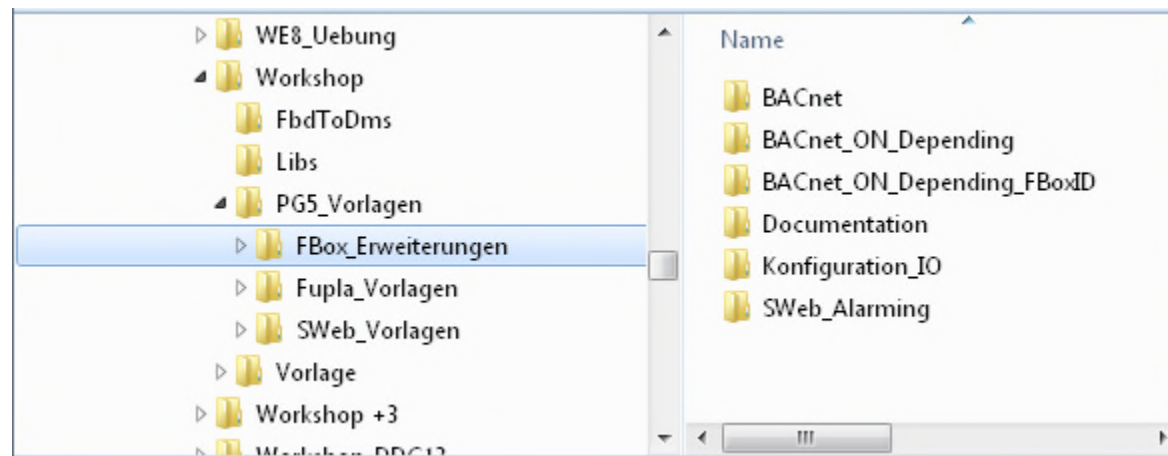 WE8_Uebung
Workshop
FbdToDms
Libs
PG5_Vorlagen
FBox_Erweiterungen
Fupla_Vorlagen
SWeb_Vorlagen
Vorlage
Workshop +3
Name
BACnet
BACnet_ON_Depending
BACnet_ON_Depending_FBoxID
Documentation
Konfiguration_IO
SWeb_Alarming